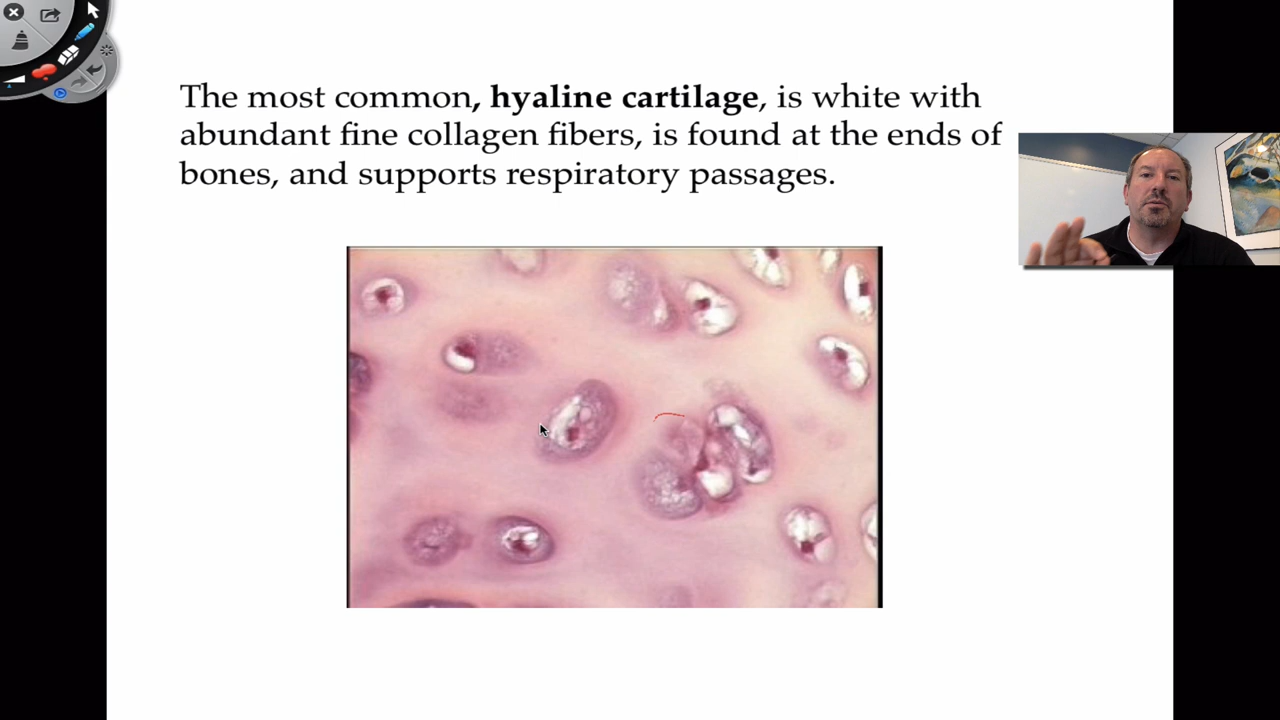 The most common, hyaline cartilage, is white with
abundant fine collagen fibers, is found at the ends of
bones, and supports respiratory passages.